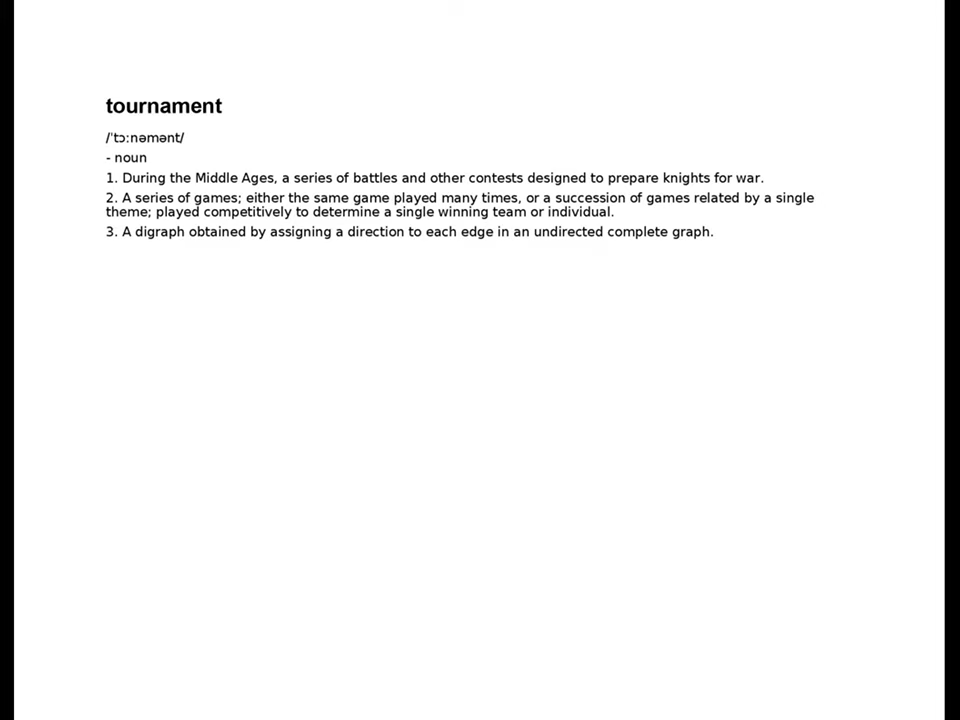 tournament
/ˈtɔːnəmənt/
- noun
1. During the Middle Ages, a series of battles and other contests designed to prepare knights for war.
2. A series of games; either the same game played many times, or a succession of games related by a single
theme; played competitively to determine a single winning team or individual.
3. A digraph obtained by assigning a direction to each edge in an undirected complete graph.